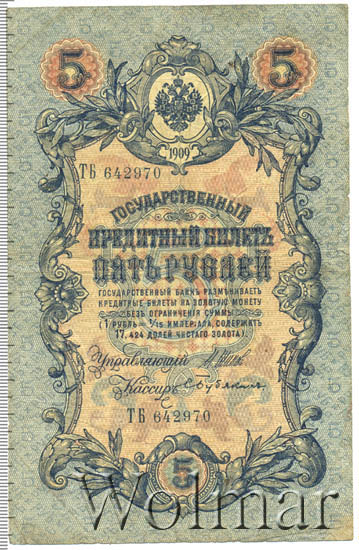 5 5
1909
ТБ 642970
ГОСУДАРСТВЕННЫЙ
КРЕДИТНЫЙ БИЛЕТЪ
ПЯТЬ РУБЛЕЙ
ГОСУДАРСТВЕННЫЙ БАНКЪ РАЗМѢНИВАЕТЪ
КРЕДИТНЫЕ БИЛЕТЫ НА ЗОЛОТУЮ МОНЕТУ
БЕЗЪ ОГРАНИЧЕНІЯ СУММЫ
(1 РУБЛЬ = 1/15 ИМПЕРІАЛА, СОДЕРЖИТЪ
17,424 ДОЛЕЙ ЧИСТАГО ЗОЛОТА).
Управляющій
Кассиръ
ТБ 642970
5
Wolmar